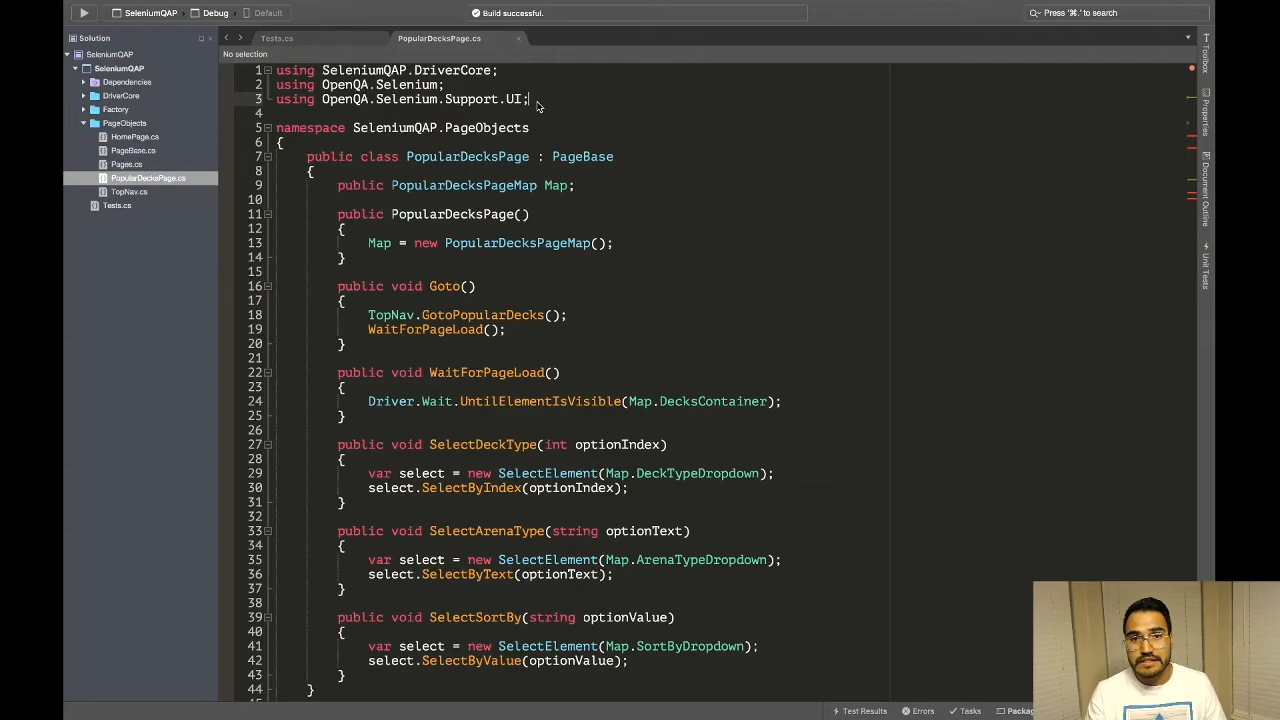 SeleniumQAP > Debug > Default
Build successful.
Press '⌘.' to search
Solution
Tests.cs
PopularDecksPage.cs
No selection
SeleniumQAP
SeleniumQAP
Dependencies
DriverCore
Factory
PageObjects
HomePage.cs
PageBase.cs
Pages.cs
PopularDecksPage.cs
TopNav.cs
Tests.cs
1 using SeleniumQAP.DriverCore;
2 using OpenQA.Selenium;
3 using OpenQA.Selenium.Support.UI;
4
5 namespace SeleniumQAP.PageObjects
6 {
7 public class PopularDecksPage : PageBase
8 {
9 public PopularDecksPageMap Map;
10
11 public PopularDecksPage()
12 {
13 Map = new PopularDecksPageMap();
14 }
15
16 public void Goto()
17 {
18 TopNav.GotoPopularDecks();
19 WaitForPageLoad();
20 }
21
22 public void WaitForPageLoad()
23 {
24 Driver.Wait.UntilElementIsVisible(Map.DecksContainer);
25 }
26
27 public void SelectDeckType(int optionIndex)
28 {
29 var select = new SelectElement(Map.DeckTypeDropdown);
30 select.SelectByIndex(optionIndex);
31 }
32
33 public void SelectArenaType(string optionText)
34 {
35 var select = new SelectElement(Map.ArenaTypeDropdown);
36 select.SelectByText(optionText);
37 }
38
39 public void SelectSortBy(string optionValue)
40 {
41 var select = new SelectElement(Map.SortByDropdown);
42 select.SelectByValue(optionValue);
43 }
44 }
Toolbox
Properties
Document Outline
Unit Tests
Test Results
Errors
Tasks